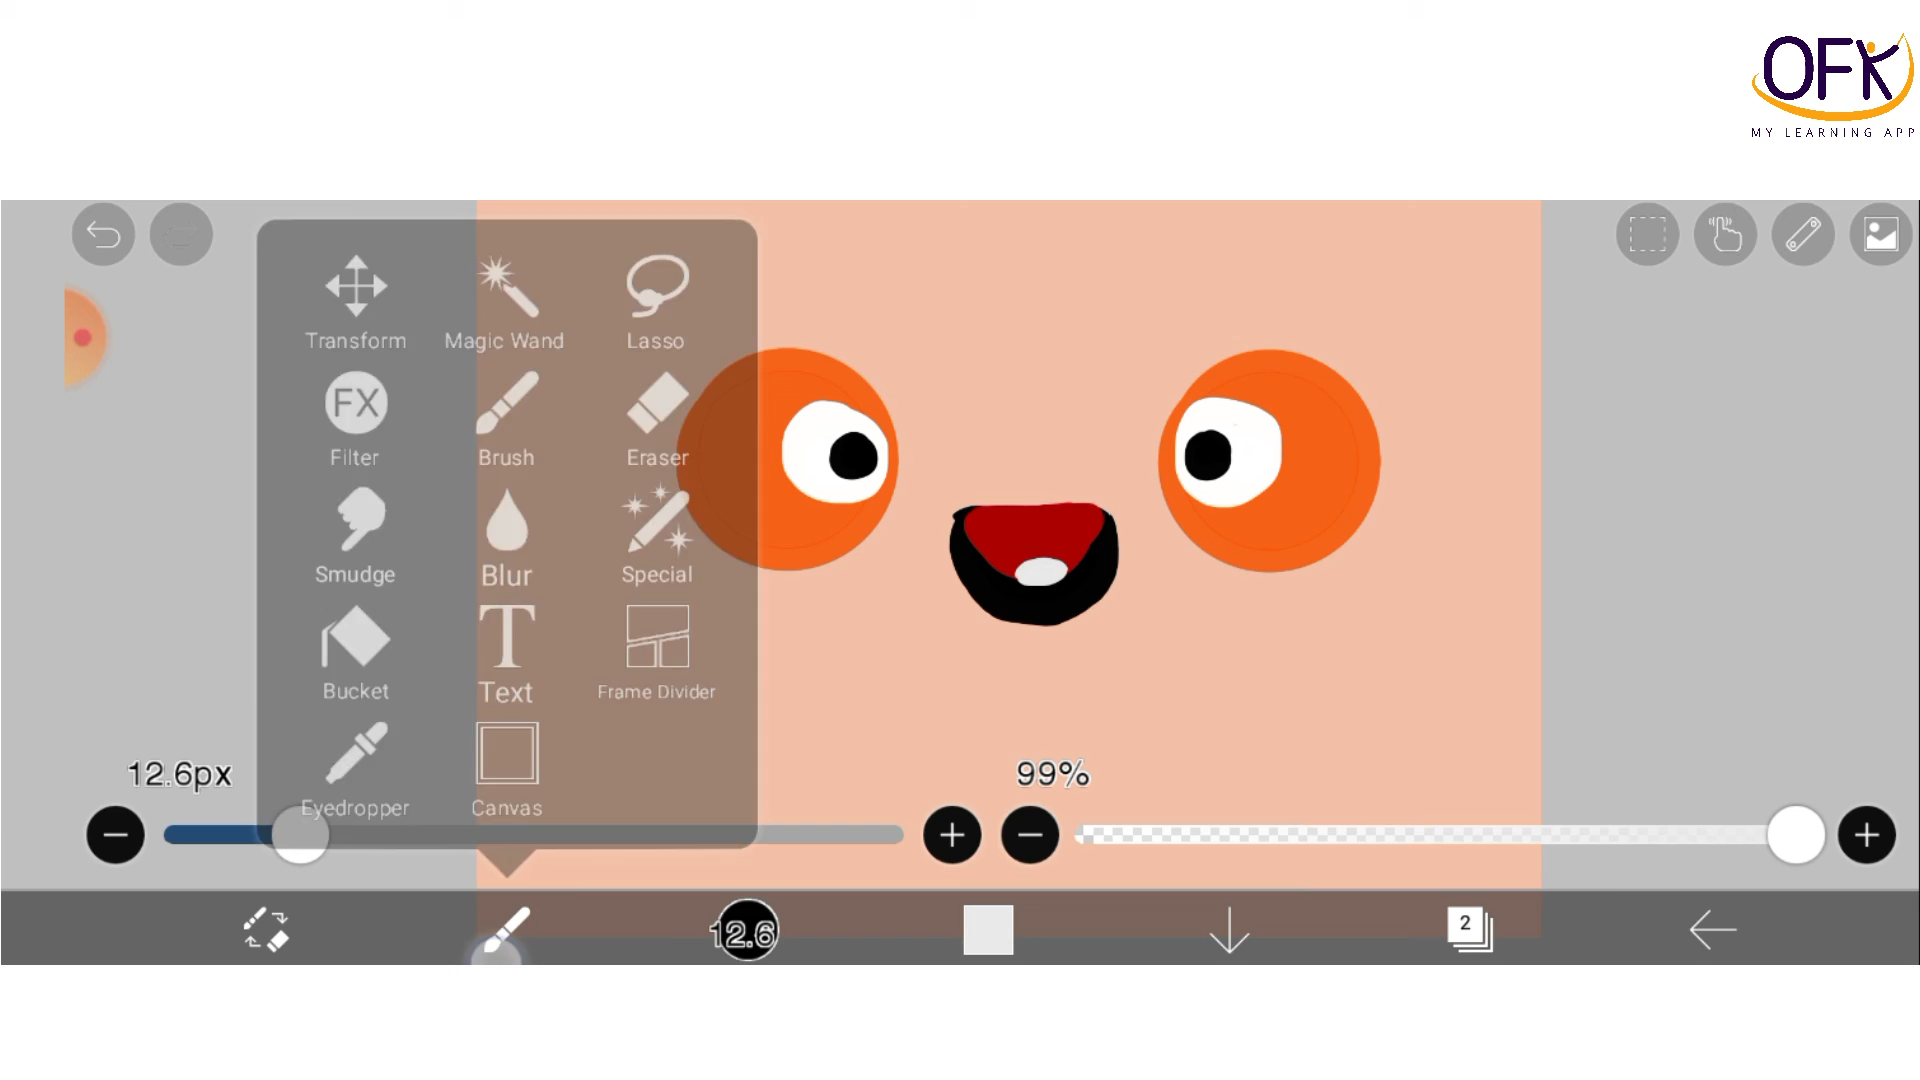 OFK
MY LEARNING APP
Transform Magic Wand Lasso
FX
Filter Brush Eraser
Smudge Blur Special
T
Bucket Text Frame Divider
Eyedropper Canvas
12.6px 99%
12.6 2